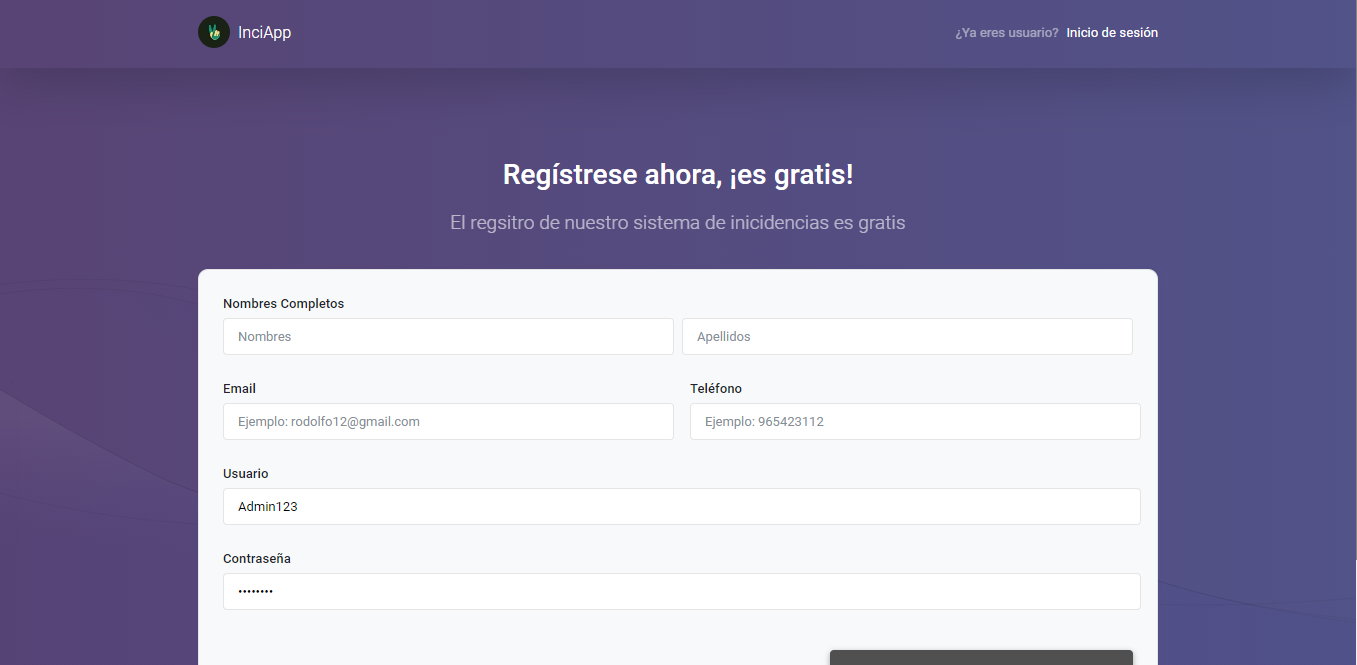 InciApp
¿Ya eres usuario? Inicio de sesión
Regístrese ahora, ¡es gratis!
El regsitro de nuestro sistema de inicidencias es gratis
Nombres Completos
Nombres Apellidos
Email Teléfono
Ejemplo: rodolfo12@gmail.com Ejemplo: 965423112
Usuario
Admin123
Contraseña
••••••••